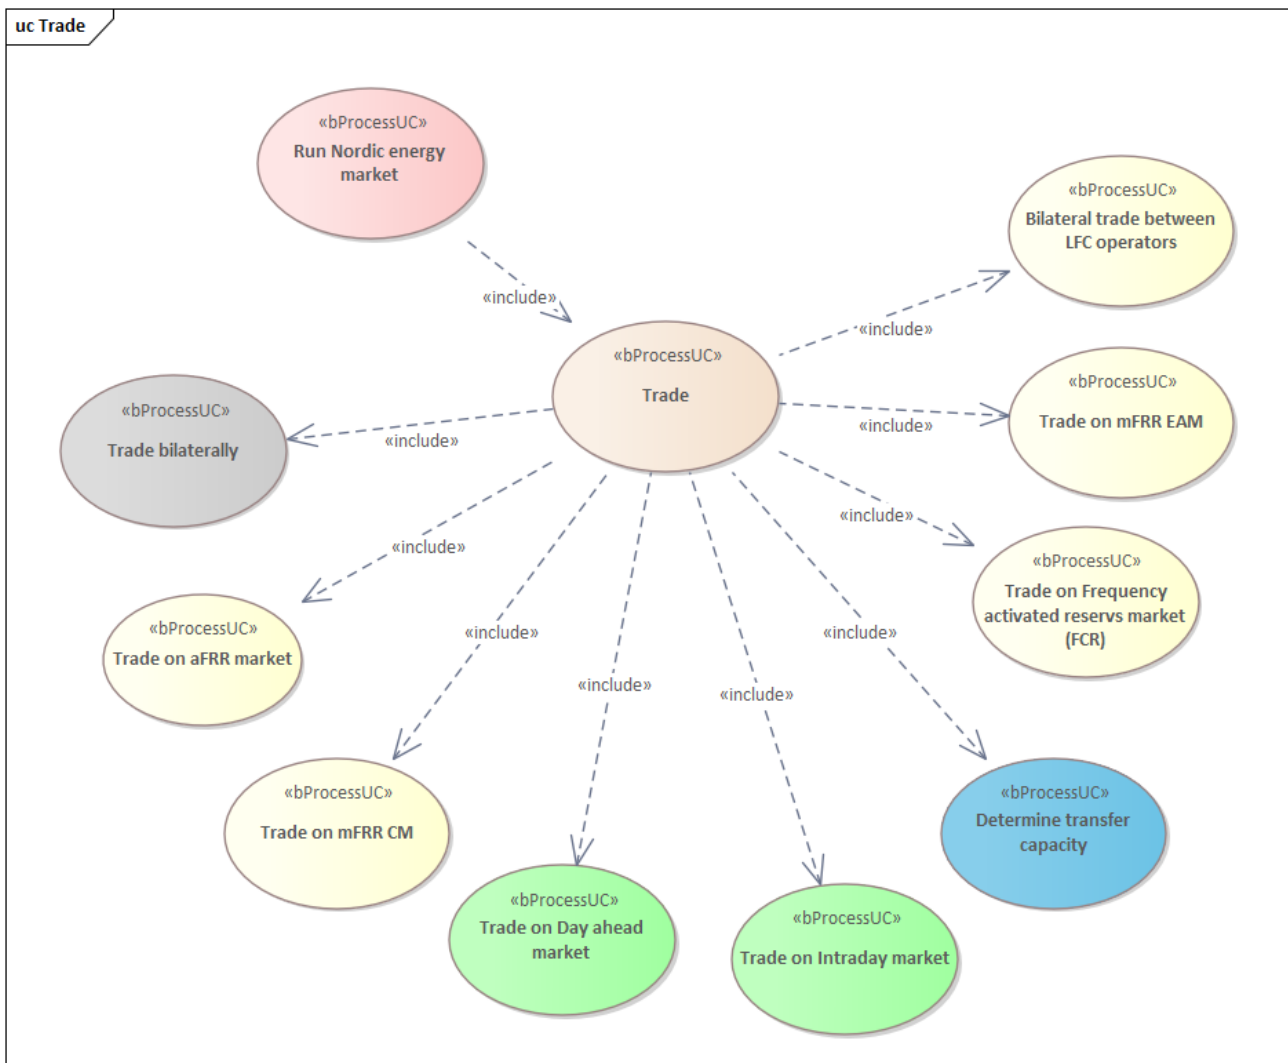 uc Trade
«bProcessUC»
Run Nordic energy
market
«include»
«bProcessUC»
Bilateral trade between
LFC operators
«include»
«bProcessUC»
Trade
«bProcessUC»
Trade bilaterally
«include»
«bProcessUC»
Trade on mFRR EAM
«include»
«bProcessUC»
Trade on Frequency
activated reservs market
(FCR)
«include»
«bProcessUC»
Trade on aFRR market
«include»
«bProcessUC»
Trade on mFRR CM
«include»
«bProcessUC»
Trade on Day ahead
market
«include»
«bProcessUC»
Trade on Intraday market
«include»
«bProcessUC»
Determine transfer
capacity
«include»